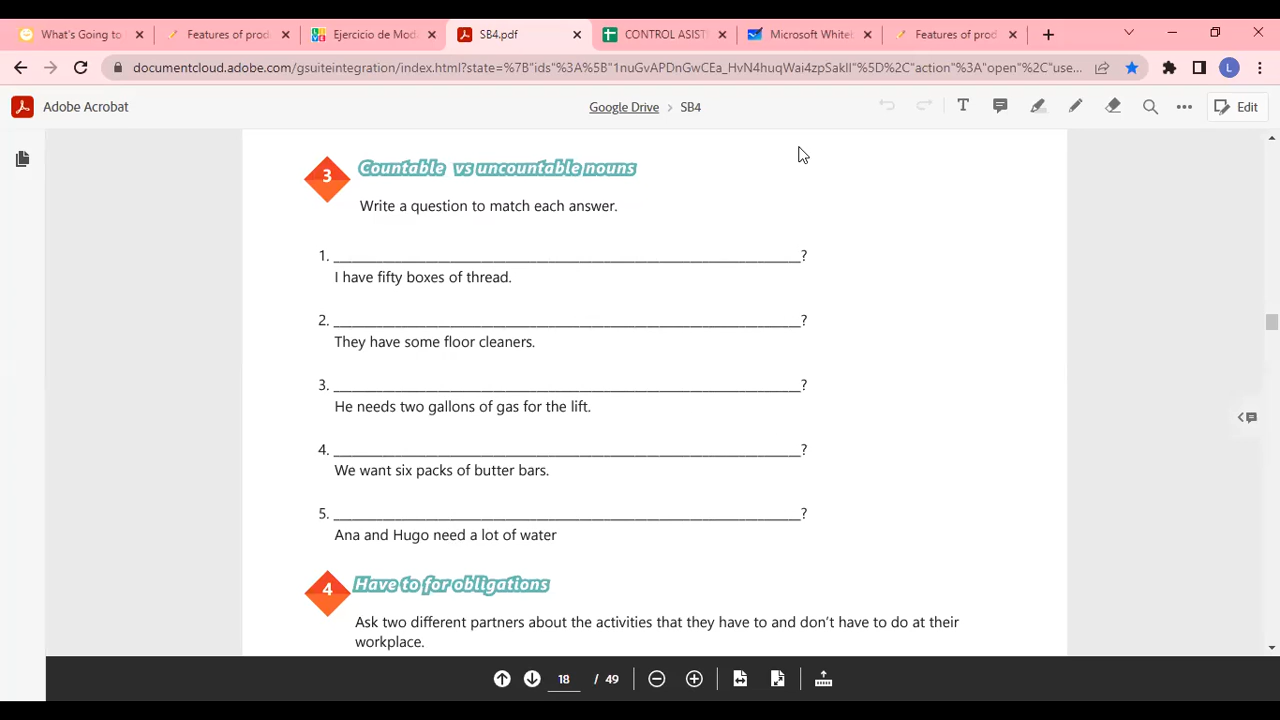 What's Going to
Features of prod
Ejercicio de Mod
SB4.pdf
CONTROL ASIST
Microsoft White
Features of prod
documentcloud.adobe.com/gsuiteintegration/index.html?state=%7B"ids"%3A%5B"1nuGvAPDnGwCEa_HvN4huqWai4zpSakIl"%5D%2C"action"%3A"open"%2C"use...
L
Adobe Acrobat
Google Drive > SB4
Edit
3 Countable vs uncountable nouns
Write a question to match each answer.
1. ______________________________________________?
I have fifty boxes of thread.
2. ______________________________________________?
They have some floor cleaners.
3. ______________________________________________?
He needs two gallons of gas for the lift.
4. ______________________________________________?
We want six packs of butter bars.
5. ______________________________________________?
Ana and Hugo need a lot of water
4 Have to for obligations
Ask two different partners about the activities that they have to and don't have to do at their
workplace.
18 / 49